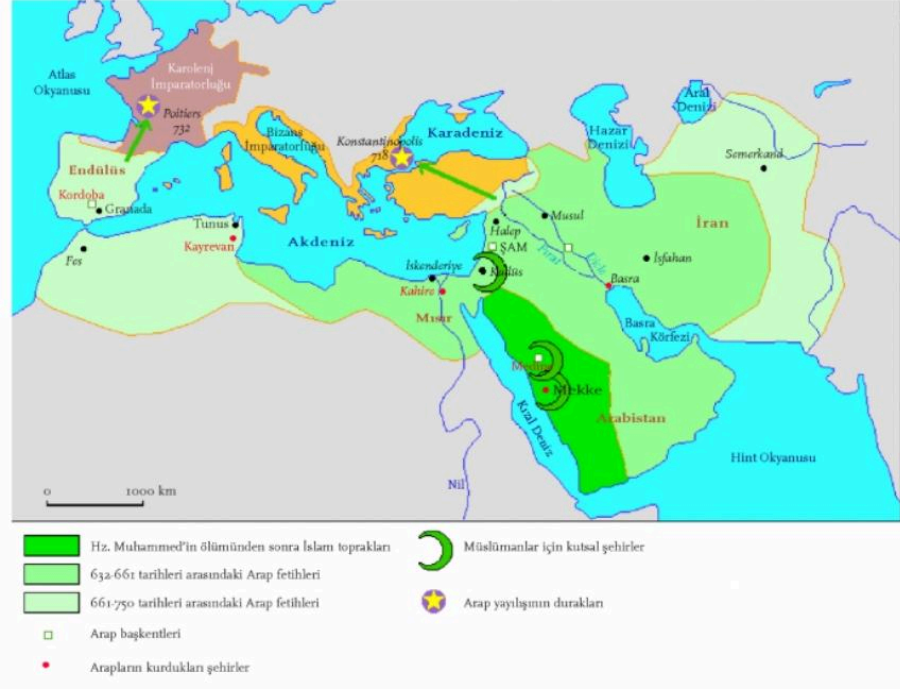 Atlas
Okyanusu
Karolenj
İmparatorluğu
Poitiers
732
Bizans
İmparatorluğu
Konstantinopolis
718
Karadeniz
Hazar
Denizi
Aral
Denizi
Semerkand
Endülüs
Kordoba
Granada
Fes
Tunus
Kayrevan
Akdeniz
İskenderiye
Kahire
Mısır
Halep
ŞAM
Kudüs
Musul
Fırat
Dicle
İran
İsfahan
Basra
Basra
Körfezi
Medine
Mekke
Arabistan
Kızıl Deniz
Nil
Hint Okyanusu
0 1000 km
Hz. Muhammed'in ölümünden sonra İslam toprakları
632-661 tarihleri arasındaki Arap fetihleri
661-750 tarihleri arasındaki Arap fetihleri
Arap başkentleri
Arapların kurdukları şehirler
Müslümanlar için kutsal şehirler
Arap yayılışının durakları